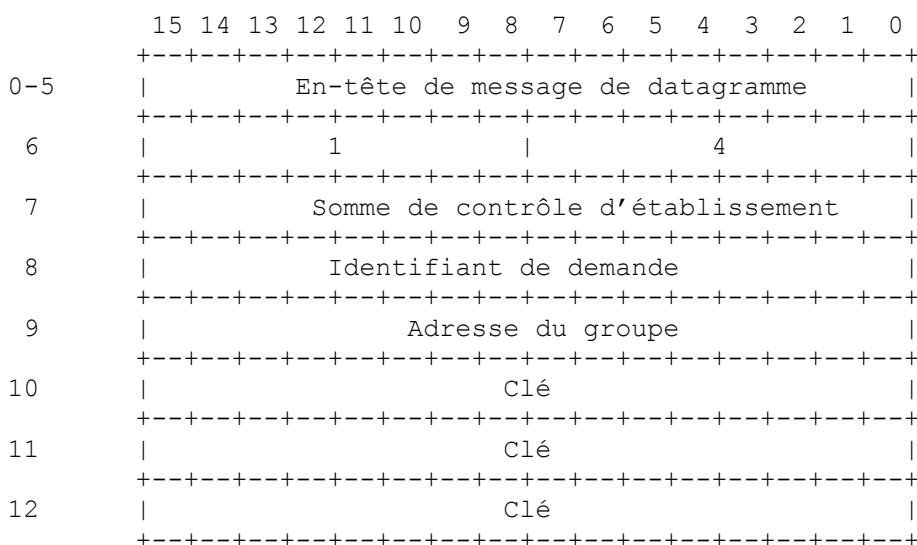 15 14 13 12 11 10 9 8 7 6 5 4 3 2 1 0
+--+--+--+--+--+--+--+--+--+--+--+--+--+--+--+--+
0-5 | En-tête de message de datagramme |
+--+--+--+--+--+--+--+--+--+--+--+--+--+--+--+--+
6 | 1 | 4 |
+--+--+--+--+--+--+--+--+--+--+--+--+--+--+--+--+
7 | Somme de contrôle d’établissement |
+--+--+--+--+--+--+--+--+--+--+--+--+--+--+--+--+
8 | Identifiant de demande |
+--+--+--+--+--+--+--+--+--+--+--+--+--+--+--+--+
9 | Adresse du groupe |
+--+--+--+--+--+--+--+--+--+--+--+--+--+--+--+--+
10 | Clé |
+--+--+--+--+--+--+--+--+--+--+--+--+--+--+--+--+
11 | Clé |
+--+--+--+--+--+--+--+--+--+--+--+--+--+--+--+--+
12 | Clé |
+--+--+--+--+--+--+--+--+--+--+--+--+--+--+--+--+